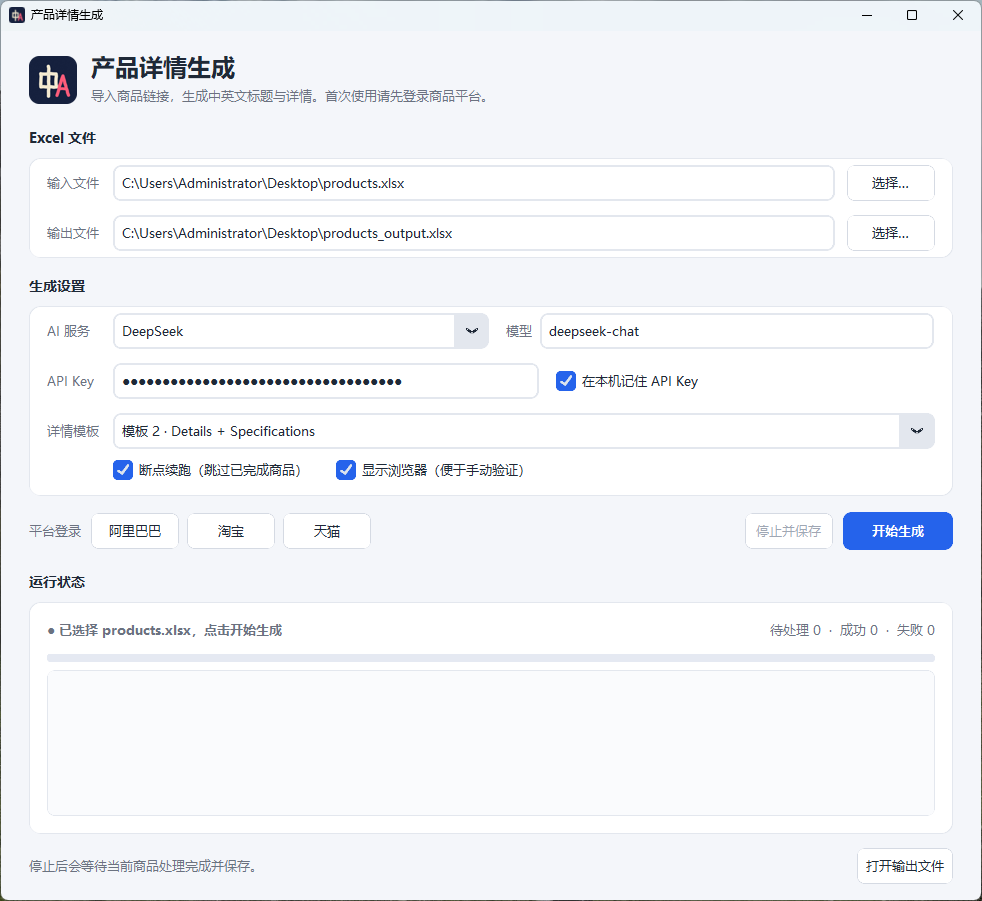 产品详情生成
中A
产品详情生成
导入商品链接，生成中英文标题与详情。首次使用请先登录商品平台。
Excel 文件
输入文件 C:\Users\Administrator\Desktop\products.xlsx 选择...
输出文件 C:\Users\Administrator\Desktop\products_output.xlsx 选择...
生成设置
AI 服务 DeepSeek 模型 deepseek-chat
API Key ●●●●●●●●●●●●●●●●●●●●●●●●●●●●●●●●●●● 在本机记住 API Key
详情模板 模板 2 · Details + Specifications
断点续跑（跳过已完成商品） 显示浏览器（便于手动验证）
平台登录 阿里巴巴 淘宝 天猫 停止并保存 开始生成
运行状态
● 已选择 products.xlsx，点击开始生成 待处理 0 · 成功 0 · 失败 0
停止后会等待当前商品处理完成并保存。 打开输出文件